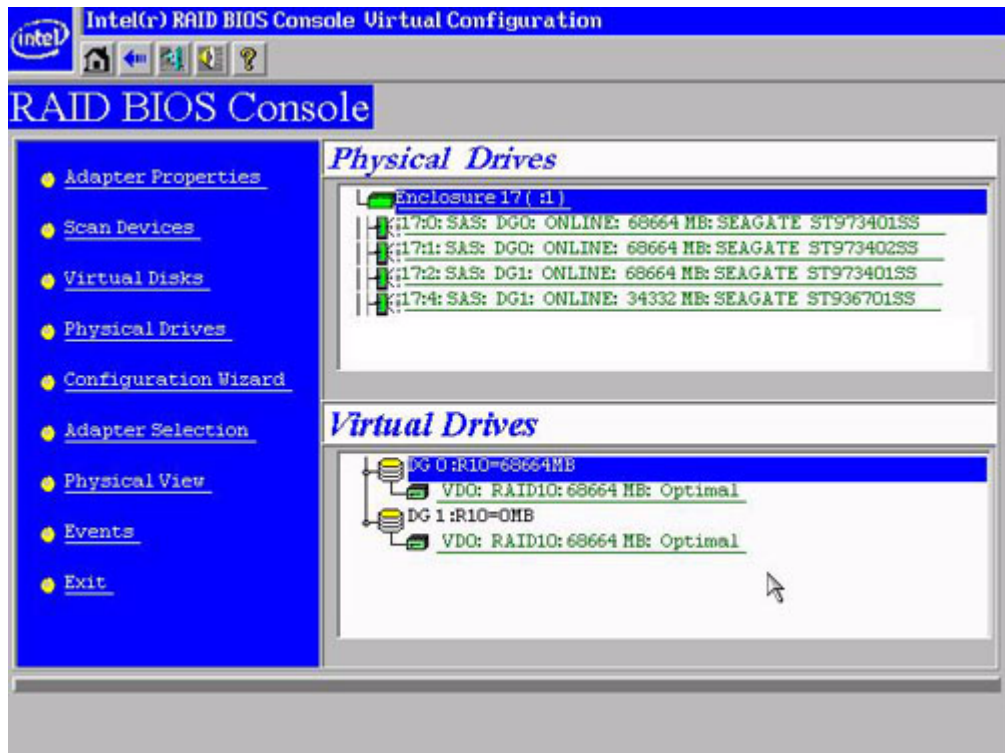 Intel(r) RAID BIOS Console Virtual Configuration
intel
?
RAID BIOS Console
Adapter Properties
Scan Devices
Virtual Disks
Physical Drives
Configuration Wizard
Adapter Selection
Physical View
Events
Exit
Physical Drives
Enclosure 17( :1)
17:0: SAS: DG0: ONLINE: 68664 MB: SEAGATE ST973401SS
17:1: SAS: DG0: ONLINE: 68664 MB: SEAGATE ST973402SS
17:2: SAS: DG1: ONLINE: 68664 MB: SEAGATE ST973401SS
17:4: SAS: DG1: ONLINE: 34332 MB: SEAGATE ST936701SS
Virtual Drives
DG 0 :R10=68664MB
VD0: RAID10: 68664 MB: Optimal
DG 1 :R10=0MB
VD0: RAID10: 68664 MB: Optimal